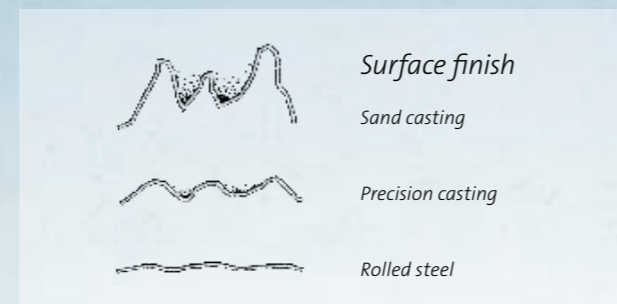 Surface finish
Sand casting
Precision casting
Rolled steel